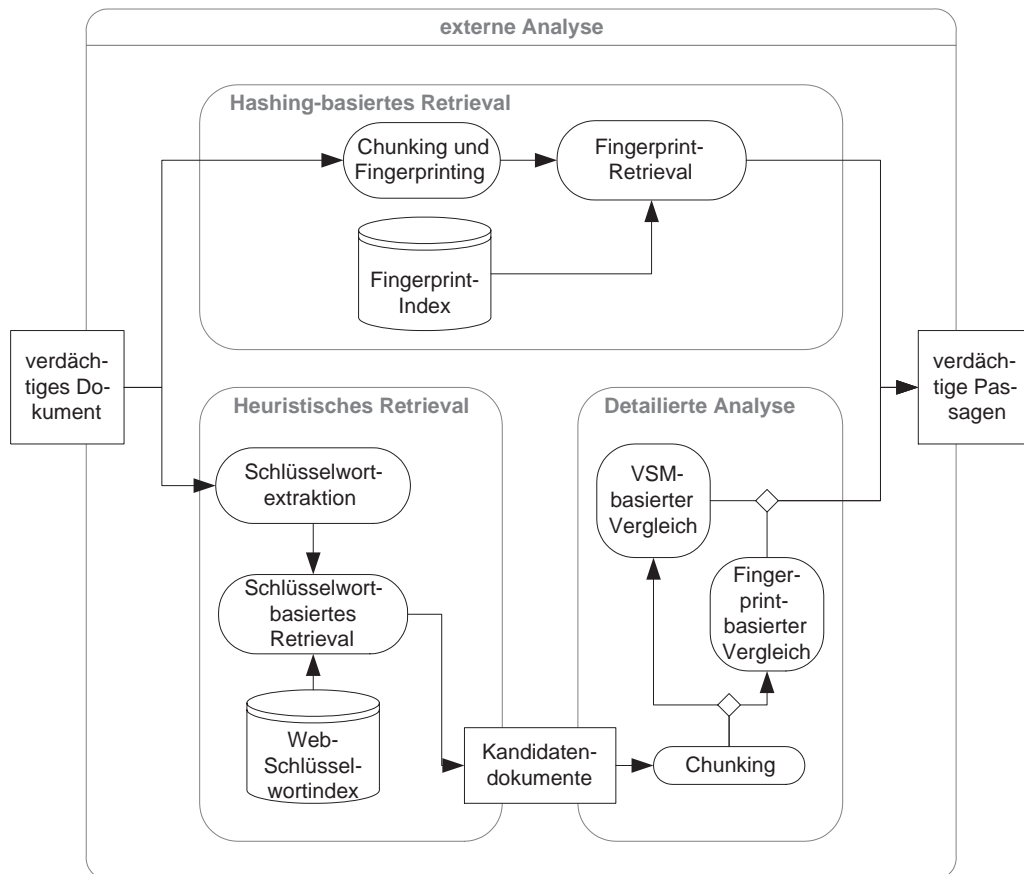 externe Analyse
Hashing-basiertes Retrieval
Chunking und
Fingerprinting
Fingerprint-
Retrieval
Fingerprint-
Index
verdäch-
tiges Do-
kument
verdäch-
tige Pas-
sagen
Heuristisches Retrieval
Schlüsselwort-
extraktion
Schlüsselwort-
basiertes
Retrieval
Web-
Schlüssel-
wortindex
Kandidaten-
dokumente
Detailierte Analyse
VSM-
basierter
Vergleich
Finger-
print-
basierter
Vergleich
Chunking